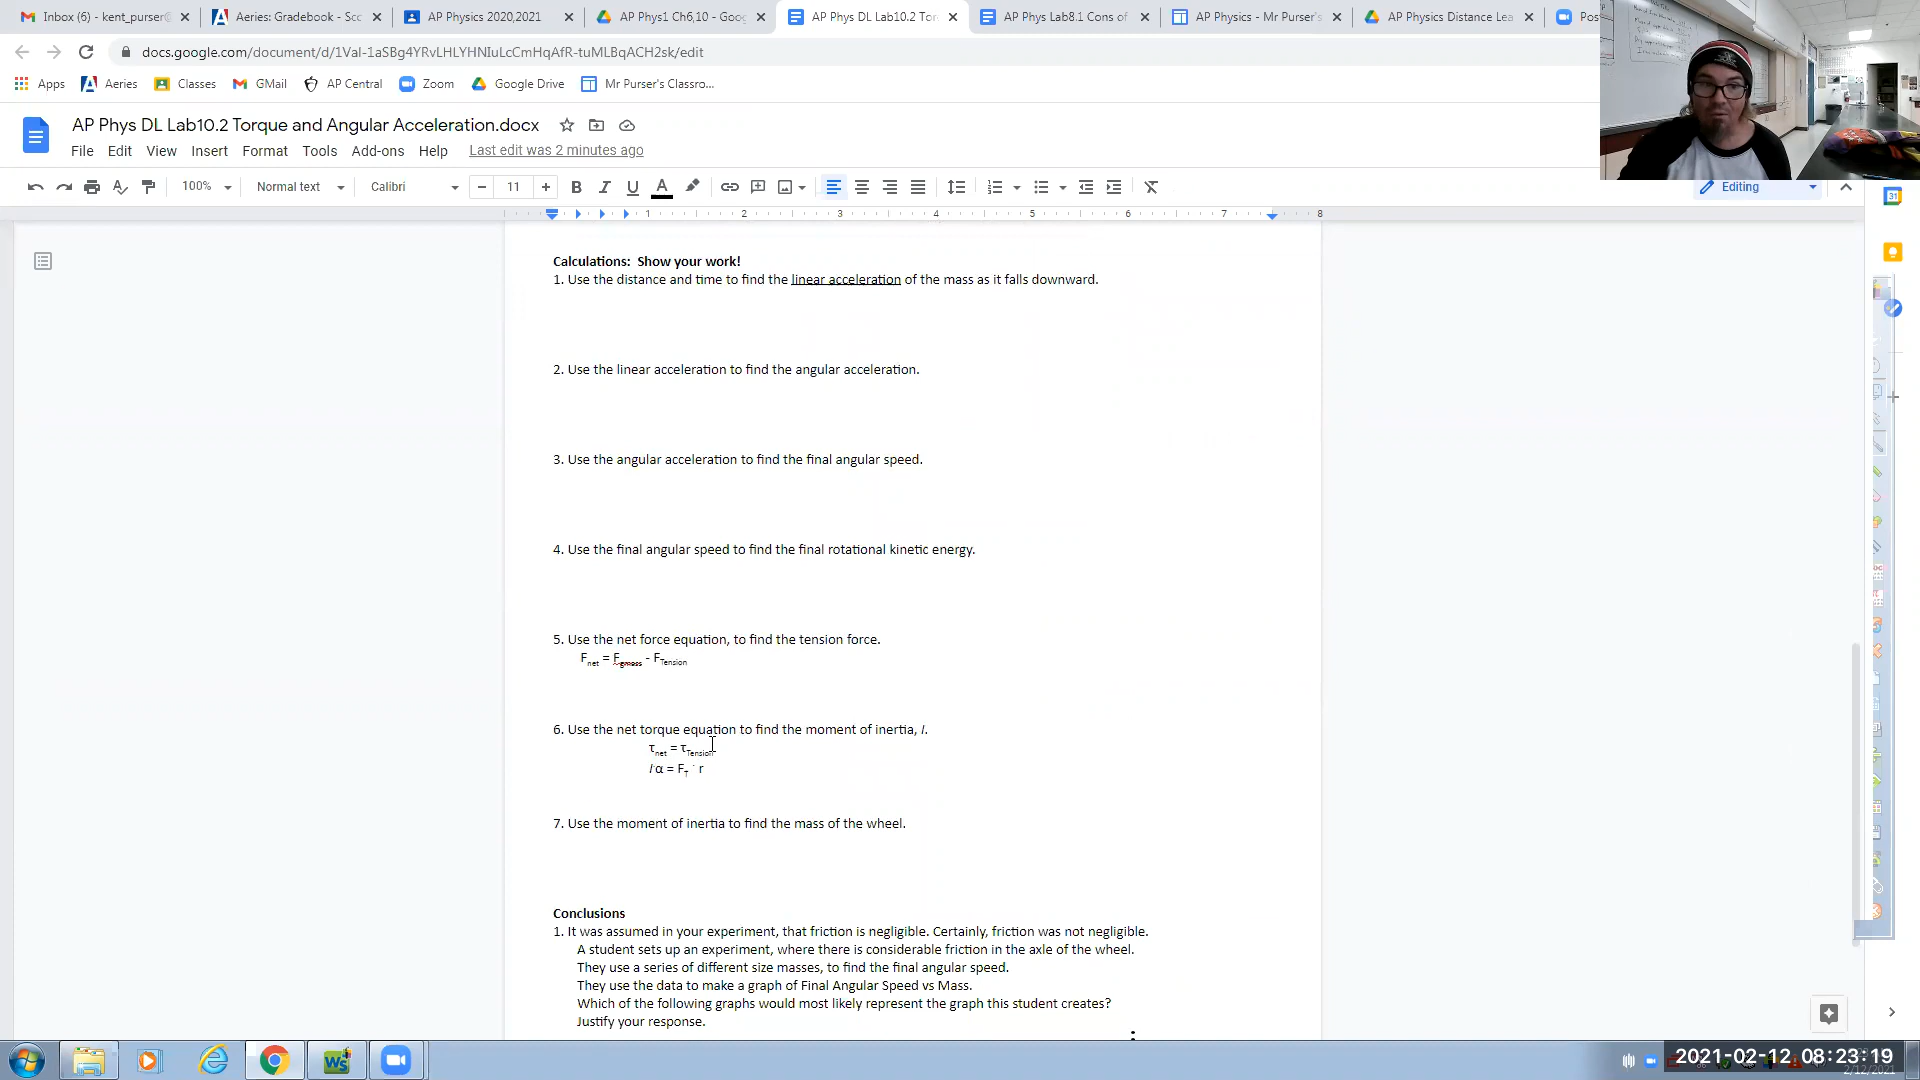 Inbox (6) - kent_purser@
Aeries: Gradebook - Sco
AP Physics 2020,2021
AP Phys1 Ch6,10 - Goog
AP Phys DL Lab10.2 Tor
AP Phys Lab8.1 Cons of
AP Physics - Mr Purser's
AP Physics Distance Lea
Pos
docs.google.com/document/d/1Val-1aSBg4YRvLHLYHNIuLcCmHqAfR-tuMLBqACH2sk/edit
Apps Aeries Classes GMail AP Central Zoom Google Drive Mr Purser's Classro...
AP Phys DL Lab10.2 Torque and Angular Acceleration.docx
File Edit View Insert Format Tools Add-ons Help Last edit was 2 minutes ago
100% Normal text Calibri 11 Editing
1 2 3 4 5 6 7 8
Calculations: Show your work!
1. Use the distance and time to find the linear acceleration of the mass as it falls downward.
2. Use the linear acceleration to find the angular acceleration.
3. Use the angular acceleration to find the final angular speed.
4. Use the final angular speed to find the final rotational kinetic energy.
5. Use the net force equation, to find the tension force.
Fnet = Fgmass - FTension
6. Use the net torque equation to find the moment of inertia, I.
τnet = τTension
I·α = FT · r
7. Use the moment of inertia to find the mass of the wheel.
Conclusions
1. It was assumed in your experiment, that friction is negligible. Certainly, friction was not negligible.
A student sets up an experiment, where there is considerable friction in the axle of the wheel.
They use a series of different size masses, to find the final angular speed.
They use the data to make a graph of Final Angular Speed vs Mass.
Which of the following graphs would most likely represent the graph this student creates?
Justify your response.
2021-02-12 08:23:19
2/12/2021